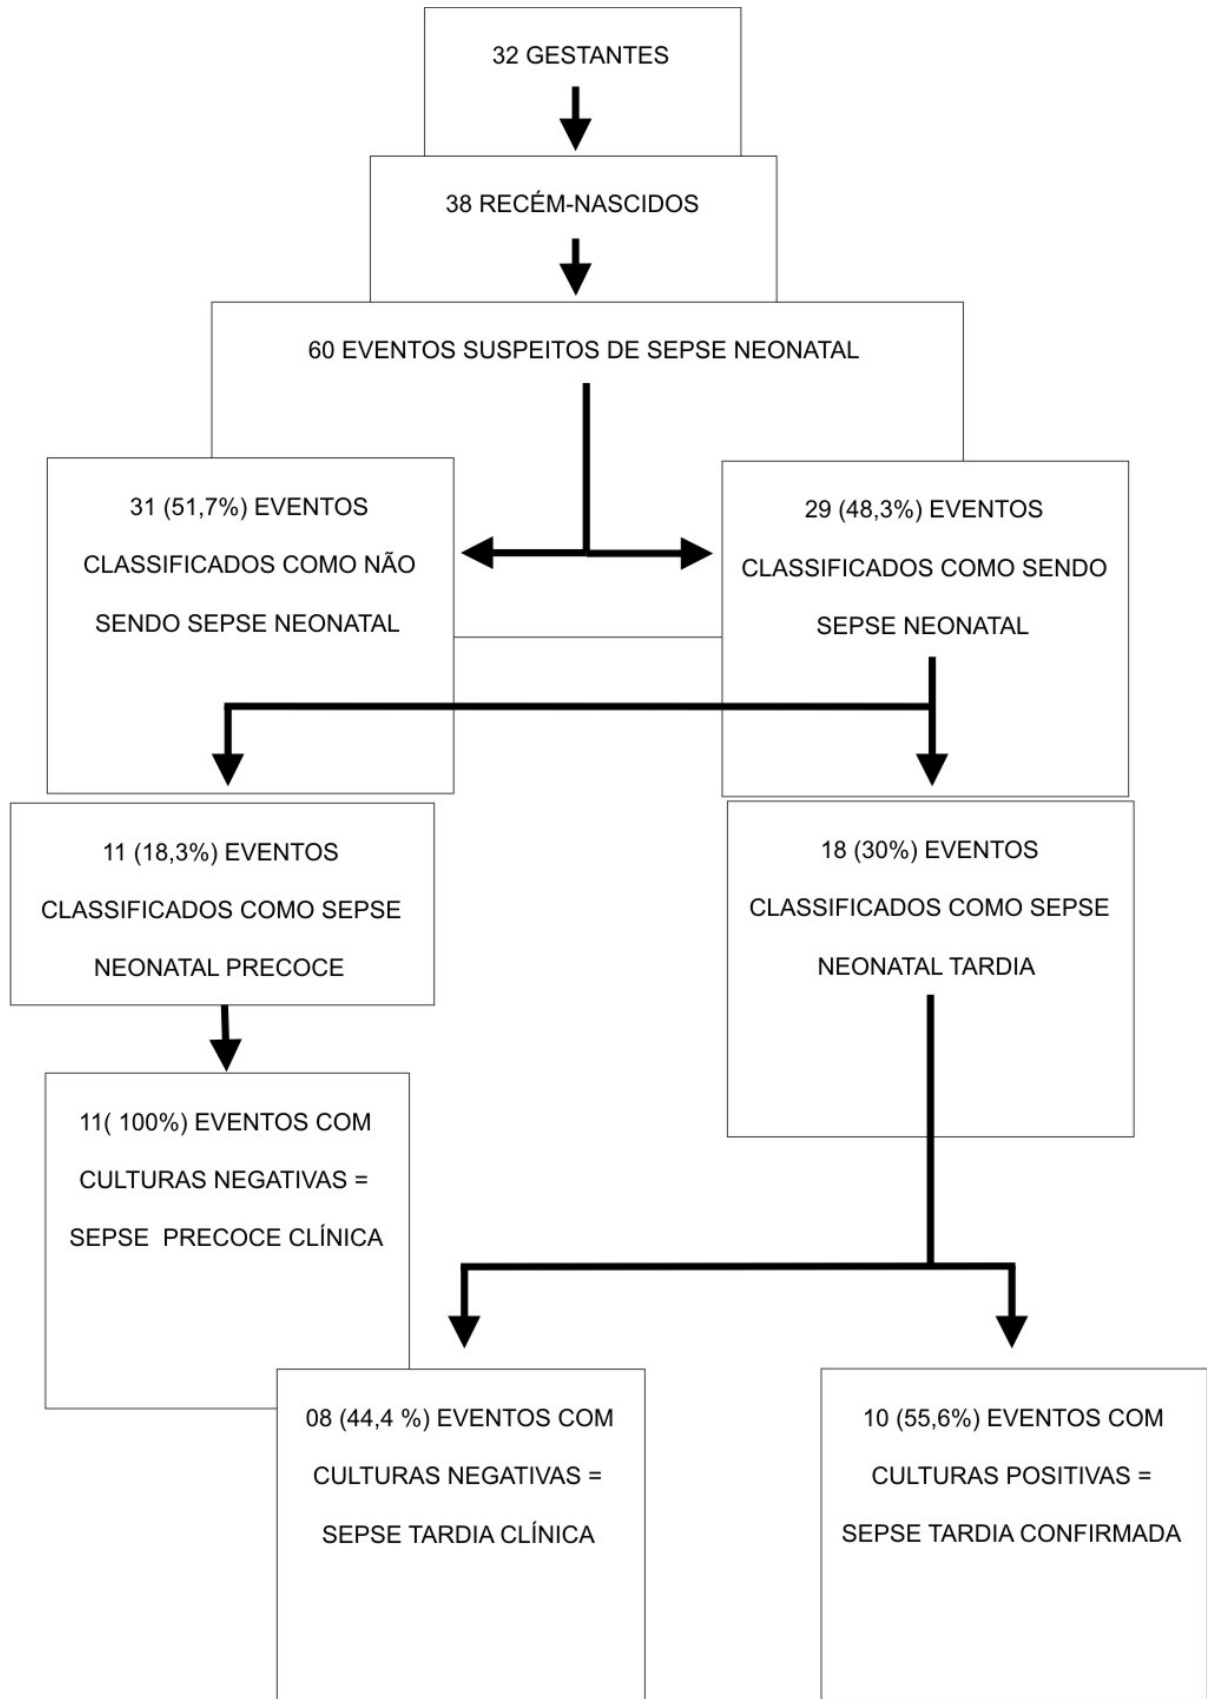 32 GESTANTES
38 RECÉM-NASCIDOS
60 EVENTOS SUSPEITOS DE SEPSE NEONATAL
31 (51,7%) EVENTOS
CLASSIFICADOS COMO NÃO
SENDO SEPSE NEONATAL
29 (48,3%) EVENTOS
CLASSIFICADOS COMO SENDO
SEPSE NEONATAL
11 (18,3%) EVENTOS
CLASSIFICADOS COMO SEPSE
NEONATAL PRECOCE
18 (30%) EVENTOS
CLASSIFICADOS COMO SEPSE
NEONATAL TARDIA
11( 100%) EVENTOS COM
CULTURAS NEGATIVAS =
SEPSE  PRECOCE CLÍNICA
08 (44,4 %) EVENTOS COM
CULTURAS NEGATIVAS =
SEPSE TARDIA CLÍNICA
10 (55,6%) EVENTOS COM
CULTURAS POSITIVAS =
SEPSE TARDIA CONFIRMADA